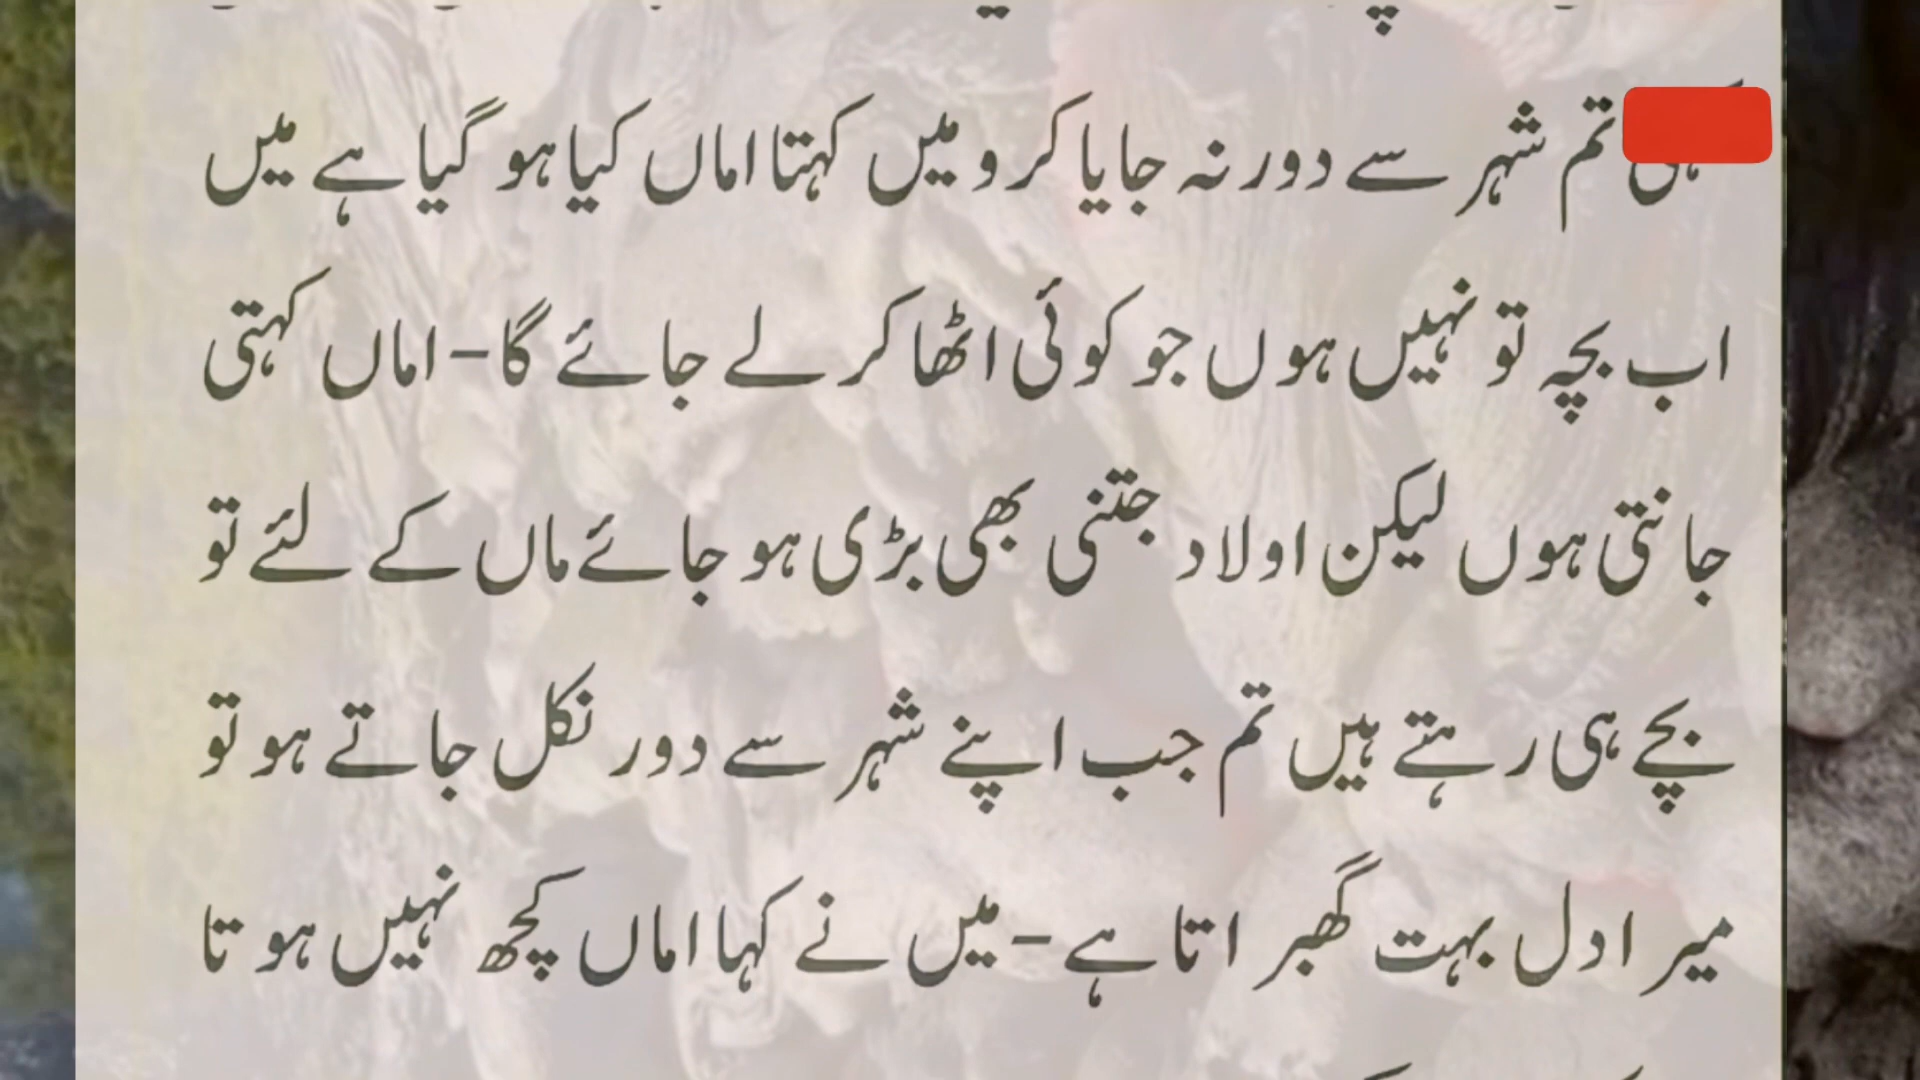 تم شہر سے دور نہ جایا کرو میں کہتا اماں کیا ہو گیا ہے میں
اب بچہ تو نہیں ہوں جو کوئی اٹھا کر لے جائے گا - اماں کہتی
جانتی ہوں لیکن اولاد جتنی بھی بڑی ہو جائے ماں کے لئے تو
بچے ہی رہتے ہیں تم جب اپنے شہر سے دور نکل جاتے ہو تو
میرا دل بہت گھبراتا ہے - میں نے کہا اماں کچھ نہیں ہوتا